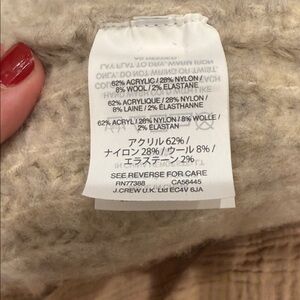 62% ACRYLIC / 28% NYLON /
8% WOOL / 2% ELASTANE
62% ACRYLIQUE / 28% NYLON /
8% LAINE / 2% ÉLASTHANNE
62% ACRYL / 28% NYLON / 8% WOLLE /
2% ELASTAN
アクリル 62% /
ナイロン 28% / ウール 8% /
エラステーン 2%
SEE REVERSE FOR CARE
RN77388 CA56445
J.CREW U.K. Ltd EC4V 6JA